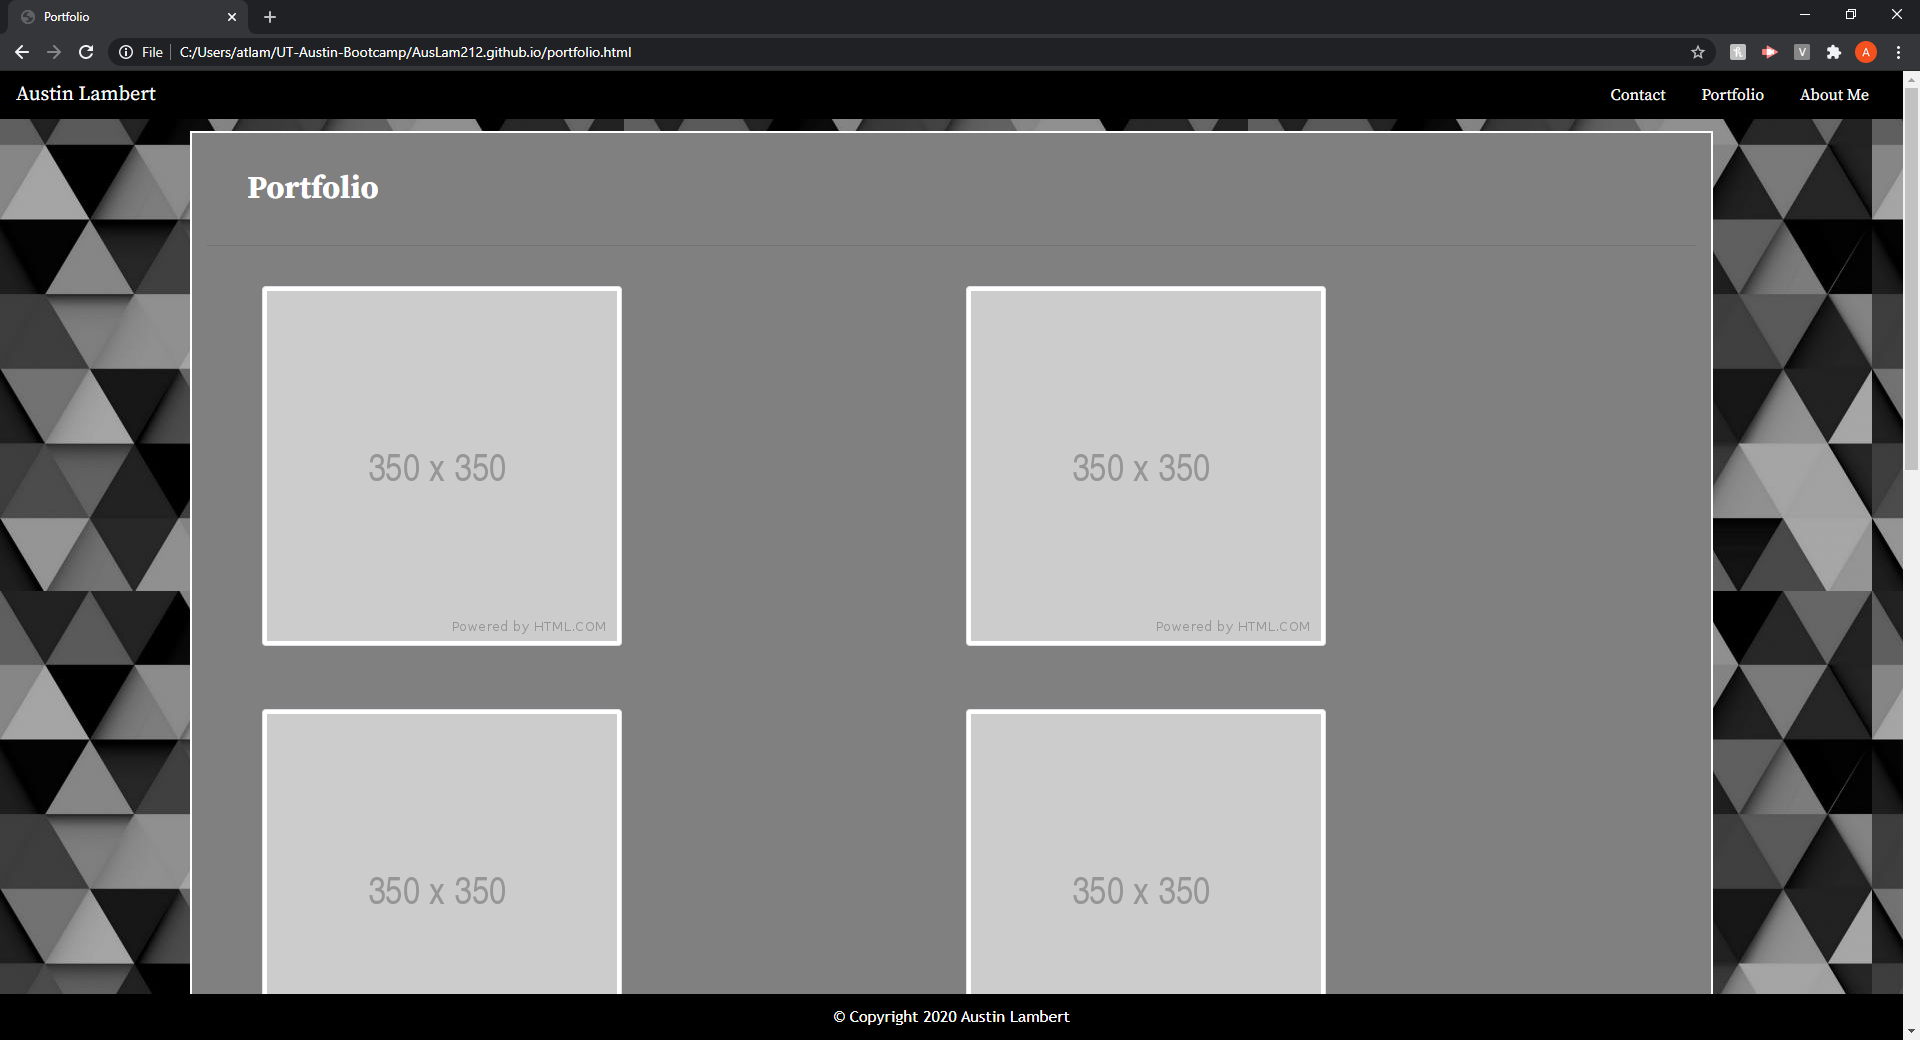 Portfolio
File C:/Users/atlam/UT-Austin-Bootcamp/AusLam212.github.io/portfolio.html
V
A
Austin Lambert
Contact Portfolio About Me
Portfolio
350 x 350
Powered by HTML.COM
350 x 350
Powered by HTML.COM
350 x 350
350 x 350
© Copyright 2020 Austin Lambert